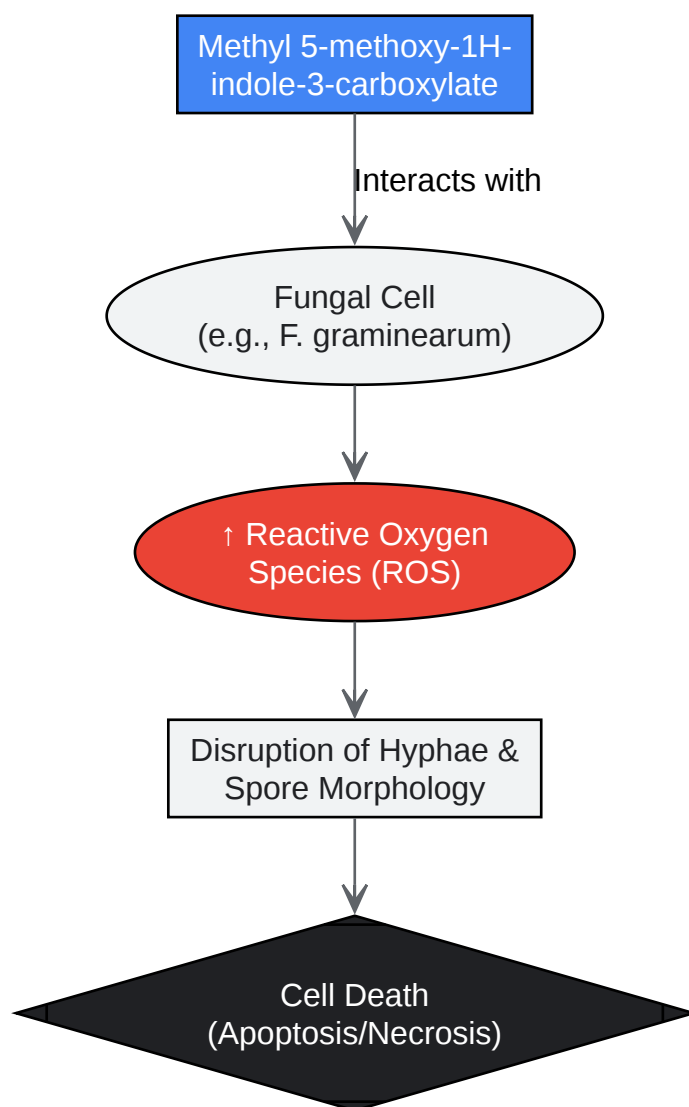 Methyl 5-methoxy-1H-
indole-3-carboxylate
Interacts with
Fungal Cell
(e.g., F. graminearum)
↑ Reactive Oxygen
Species (ROS)
Disruption of Hyphae &
Spore Morphology
Cell Death
(Apoptosis/Necrosis)